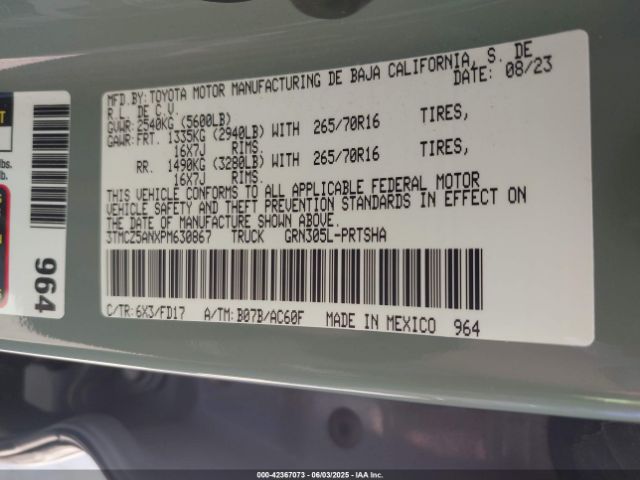 MFD.BY:TOYOTA MOTOR MANUFACTURING DE BAJA CALIFORNIA, S. DE
R. L. DE C.V. DATE: 08/23
GVWR: 2540KG (5600LB)
GAWR: FRT. 1335KG (2940LB) WITH 265/70R16 TIRES,
16X7J RIMS.
RR. 1490KG (3280LB) WITH 265/70R16 TIRES,
16X7J RIMS.
THIS VEHICLE CONFORMS TO ALL APPLICABLE FEDERAL MOTOR
VEHICLE SAFETY AND THEFT PREVENTION STANDARDS IN EFFECT ON
THE DATE OF MANUFACTURE SHOWN ABOVE.
3TMCZ5ANXPM630867 TRUCK GRN305L-PRTSHA
C/TR: 6X3/FD17 A/TM: B07B/AC60F MADE IN MEXICO 964
964
lbs.
lb.
000-42367073 - 06/03/2025 - IAA Inc.